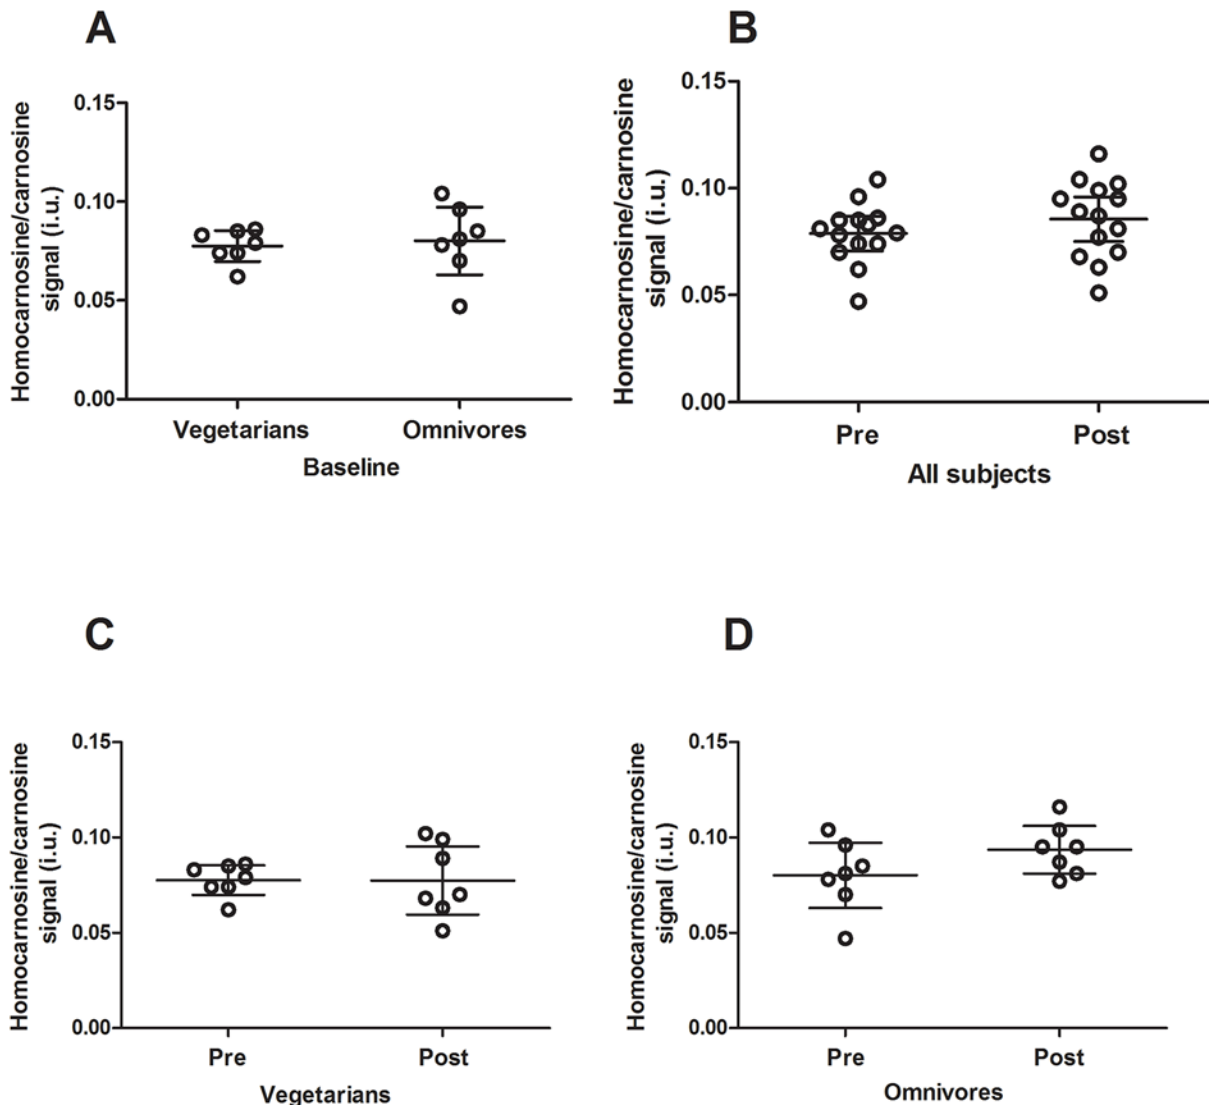 A
Homocarnosine/carnosine
signal (i.u.)
0.15
0.10
0.05
0.00
Vegetarians
Omnivores
Baseline
B
Homocarnosine/carnosine
signal (i.u.)
0.15
0.10
0.05
0.00
Pre
Post
All subjects
C
Homocarnosine/carnosine
signal (i.u.)
0.15
0.10
0.05
0.00
Pre
Post
Vegetarians
D
Homocarnosine/carnosine
signal (i.u.)
0.15
0.10
0.05
0.00
Pre
Post
Omnivores